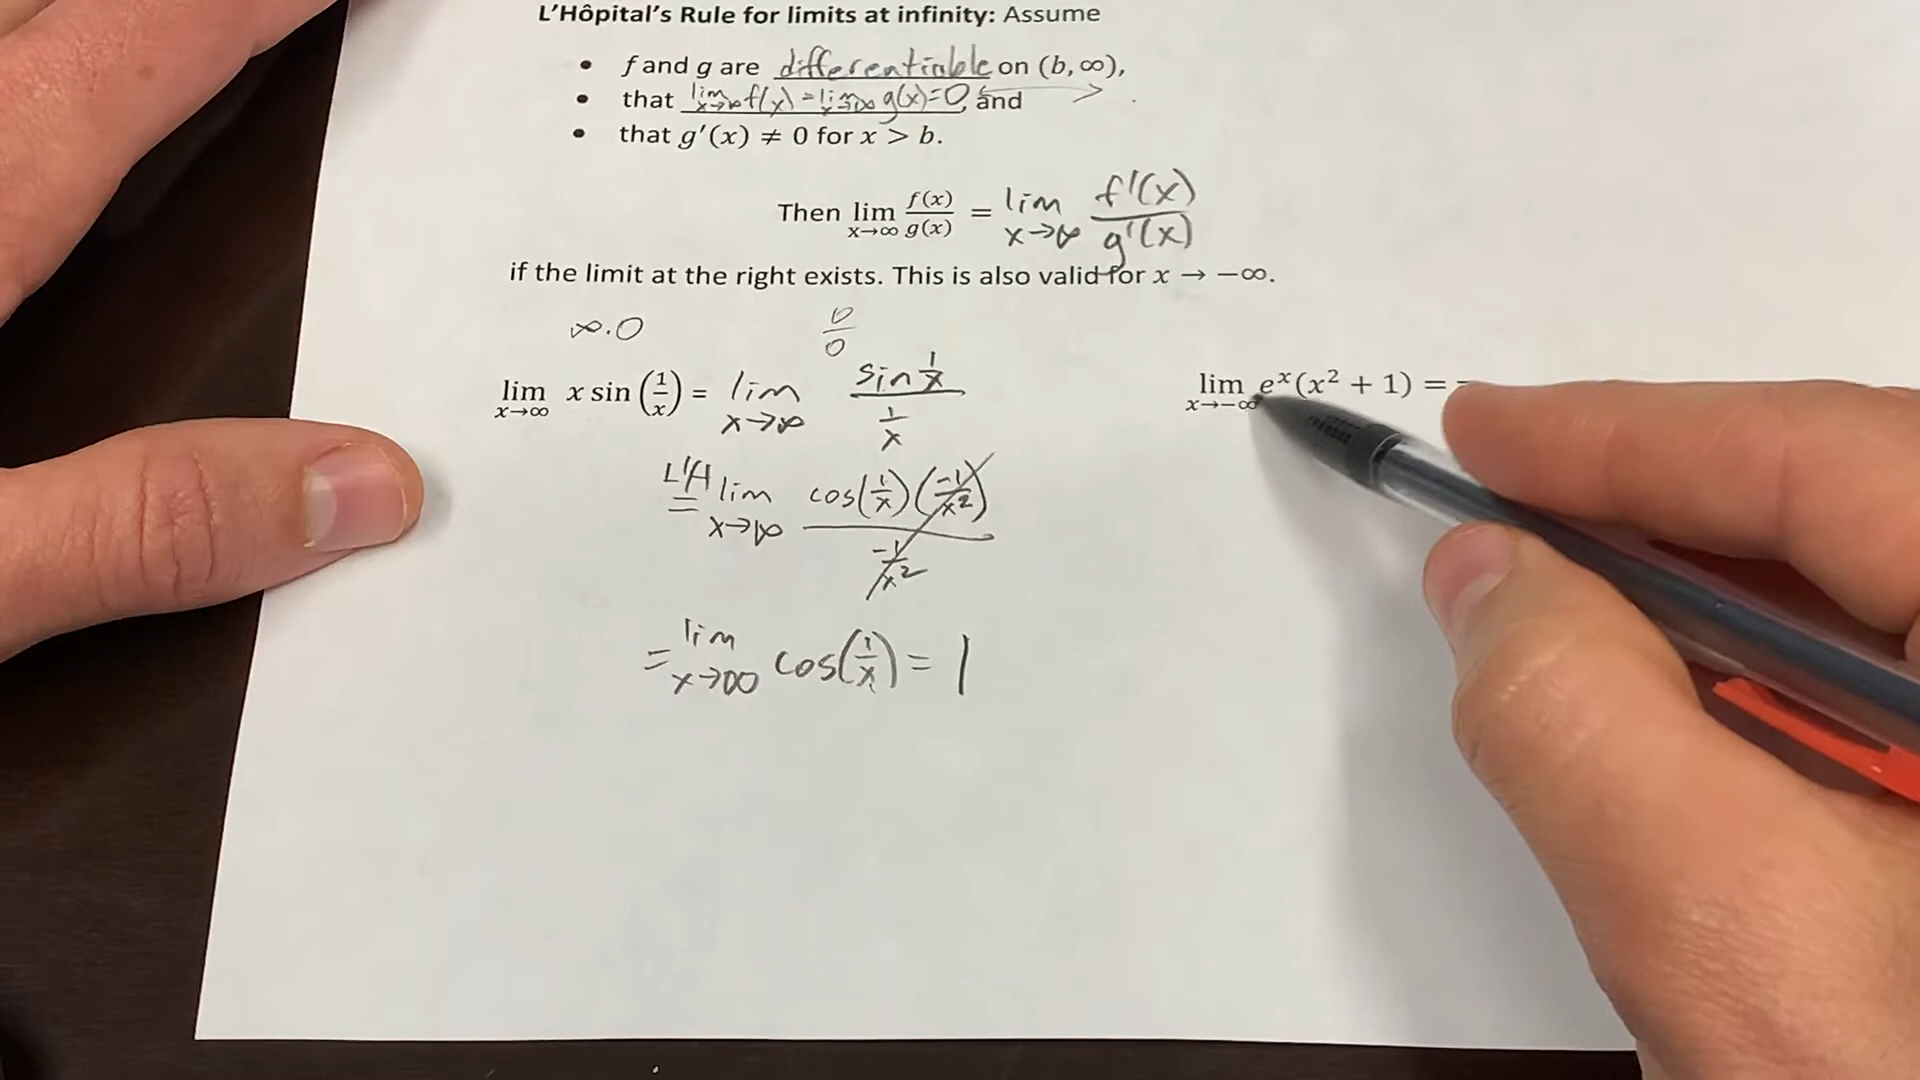 L'Hôpital's Rule for limits at infinity: Assume
• f and g are differentiable on (b, ∞),
• that lim x→∞ f(x) = lim x→∞ g(x) = 0, and
• that g′(x) ≠ 0 for x > b.
Then lim x→∞ f(x)/g(x) = lim x→∞ f'(x)/g'(x)
if the limit at the right exists. This is also valid for x → −∞.
∞·0 0/0
lim x→∞ x sin (1/x) = lim x→∞ sin 1/x / 1/x
lim x→−∞ eˣ(x² + 1) =
L'H = lim x→∞ cos(1/x)(-1/x²) / -1/x²
= lim x→∞ cos(1/x) = 1